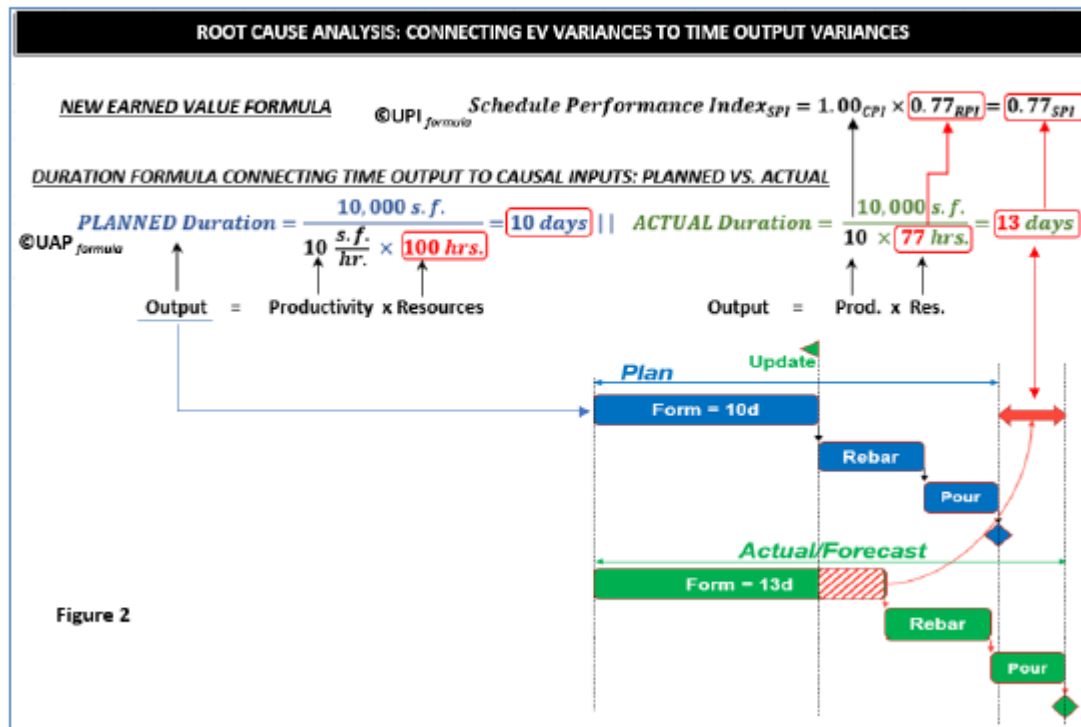 ROOT CAUSE ANALYSIS: CONNECTING EV VARIANCES TO TIME OUTPUT VARIANCES
NEW EARNED VALUE FORMULA ©UPI formula Schedule Performance Index SPI = 1.00 CPI × 0.77 RPI = 0.77 SPI
DURATION FORMULA CONNECTING TIME OUTPUT TO CAUSAL INPUTS: PLANNED VS. ACTUAL
©UAP formula PLANNED Duration = 10,000 s.f. / 10 s.f./hr. × 100 hrs. = 10 days || ACTUAL Duration = 10,000 s.f. / 10 × 77 hrs. = 13 days
Output = Productivity x Resources Output = Prod. x Res.
Update
Plan
Form = 10d
Rebar
Pour
Actual/Forecast
Form = 13d
Rebar
Pour
Figure 2